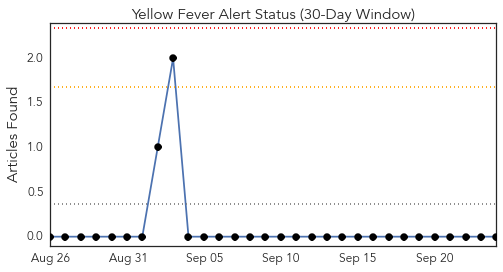 Yellow Fever Alert Status (30-Day Window)
Articles Found
2.0
1.5
1.0
0.5
0.0
Aug 26 Aug 31 Sep 05 Sep 10 Sep 15 Sep 20